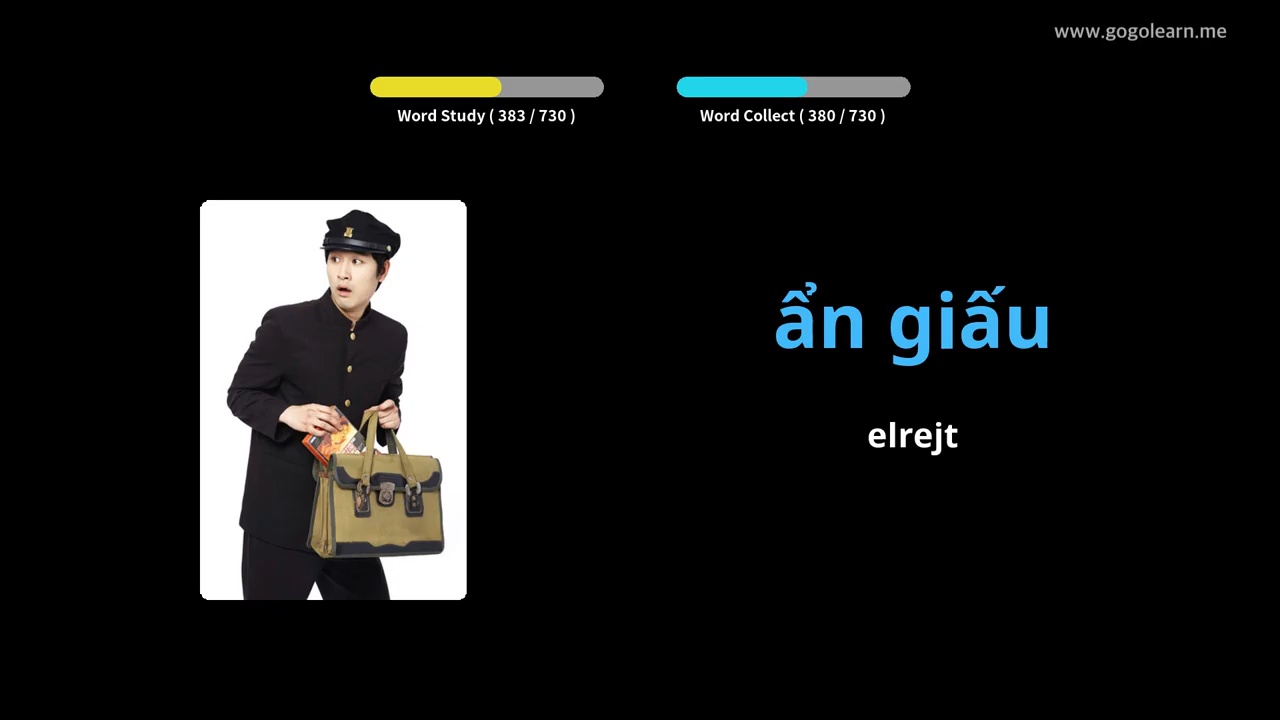 www.gogolearn.me
Word Study ( 383 / 730 )
Word Collect ( 380 / 730 )
ẩn giấu
elrejt